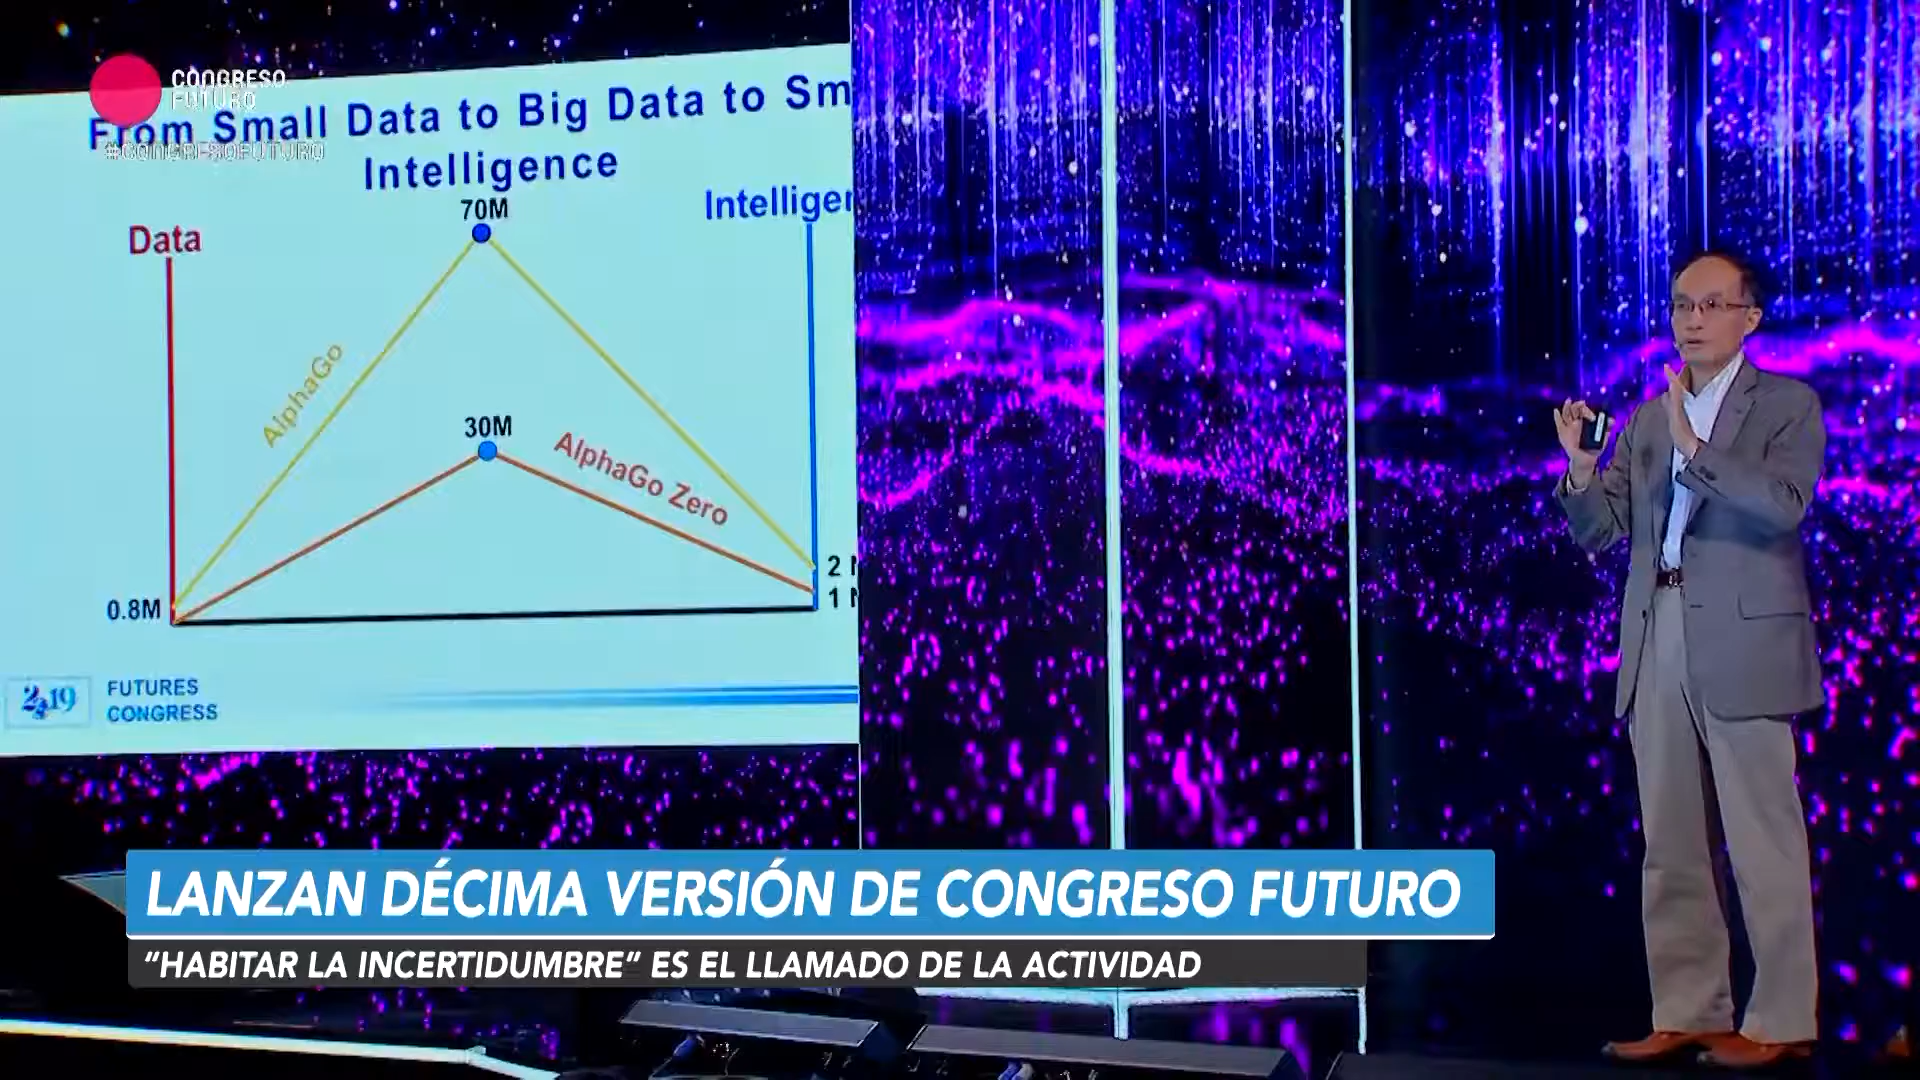 CONGRESO
FUTURO
#CONGRESOFUTURO
From Small Data to Big Data to Sm
Intelligence
Data
Intelliger
70M
AlphaGo
30M
AlphaGo Zero
0.8M
2
1
2019
FUTURES
CONGRESS
LANZAN DÉCIMA VERSIÓN DE CONGRESO FUTURO
“HABITAR LA INCERTIDUMBRE” ES EL LLAMADO DE LA ACTIVIDAD